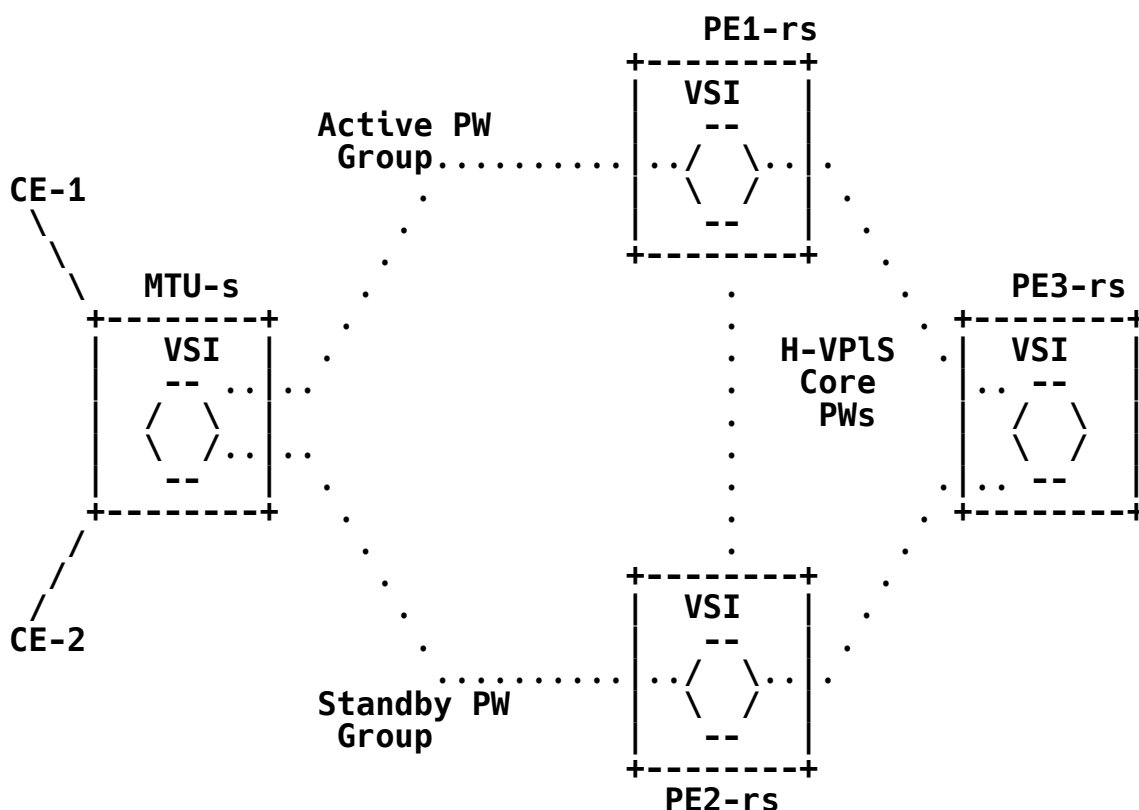 PE1-rs
VSI
Active PW
Group
CE-1
MTU-s
PE3-rs
VSI
H-VPlS
VSI
Core
PWs
VSI
CE-2
Standby PW
Group
PE2-rs